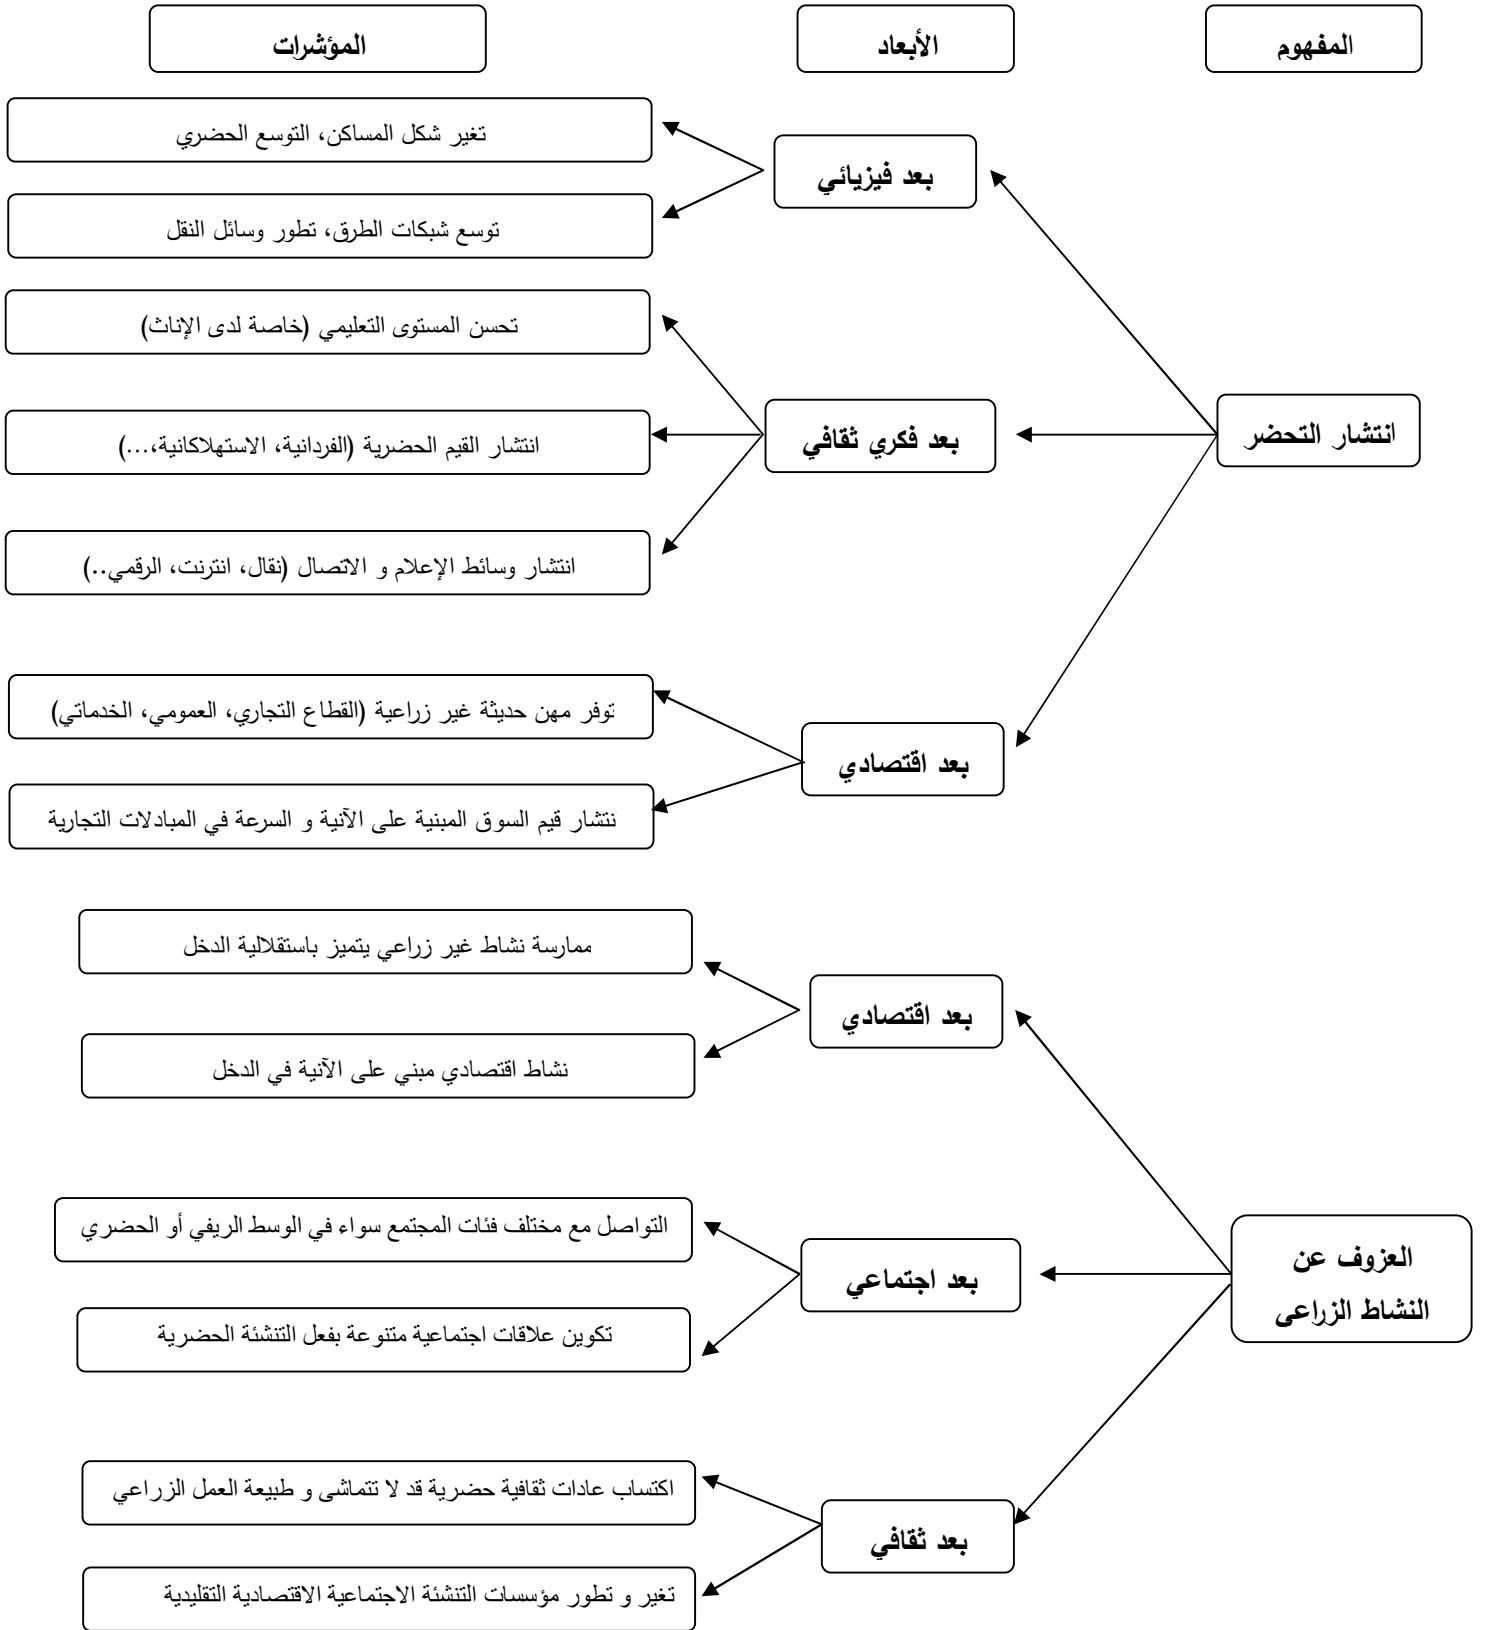 المفهوم
الأبعاد
المؤشرات
انتشار التحضر
بعد فيزيائي
تغير شكل المساكن، التوسع الحضري
توسع شبكات الطرق، تطور وسائل النقل
بعد فكري ثقافي
تحسن المستوى التعليمي (خاصة لدى الإناث)
انتشار القيم الحضرية (الفردانية، الاستهلاكانية،...)
انتشار وسائط الإعلام و الاتصال (نقال، انترنت، الرقمي..)
بعد اقتصادي
توفر مهن حديثة غير زراعية (القطاع التجاري، العمومي، الخدماتي)
نتشار قيم السوق المبنية على الآنية و السرعة في المبادلات التجارية
العزوف عن
النشاط الزراعي
بعد اقتصادي
ممارسة نشاط غير زراعي يتميز باستقلالية الدخل
نشاط اقتصادي مبني على الآنية في الدخل
بعد اجتماعي
التواصل مع مختلف فئات المجتمع سواء في الوسط الريفي أو الحضري
تكوين علاقات اجتماعية متنوعة بفعل التنشئة الحضرية
بعد ثقافي
اكتساب عادات ثقافية حضرية قد لا تتماشى و طبيعة العمل الزراعي
تغير و تطور مؤسسات التنشئة الاجتماعية الاقتصادية التقليدية